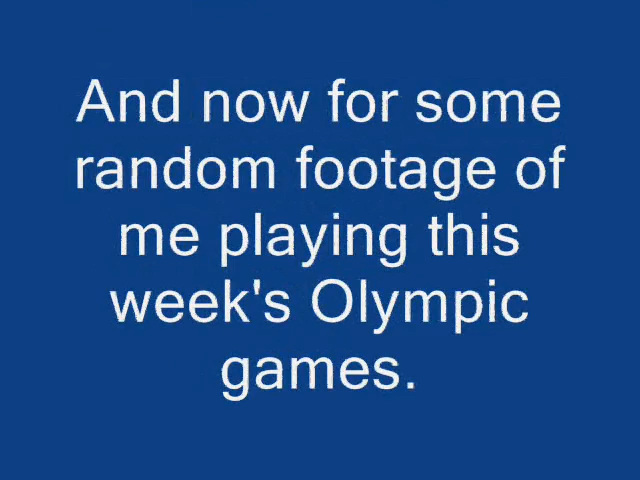 And now for some
random footage of
me playing this
week's Olympic
games.